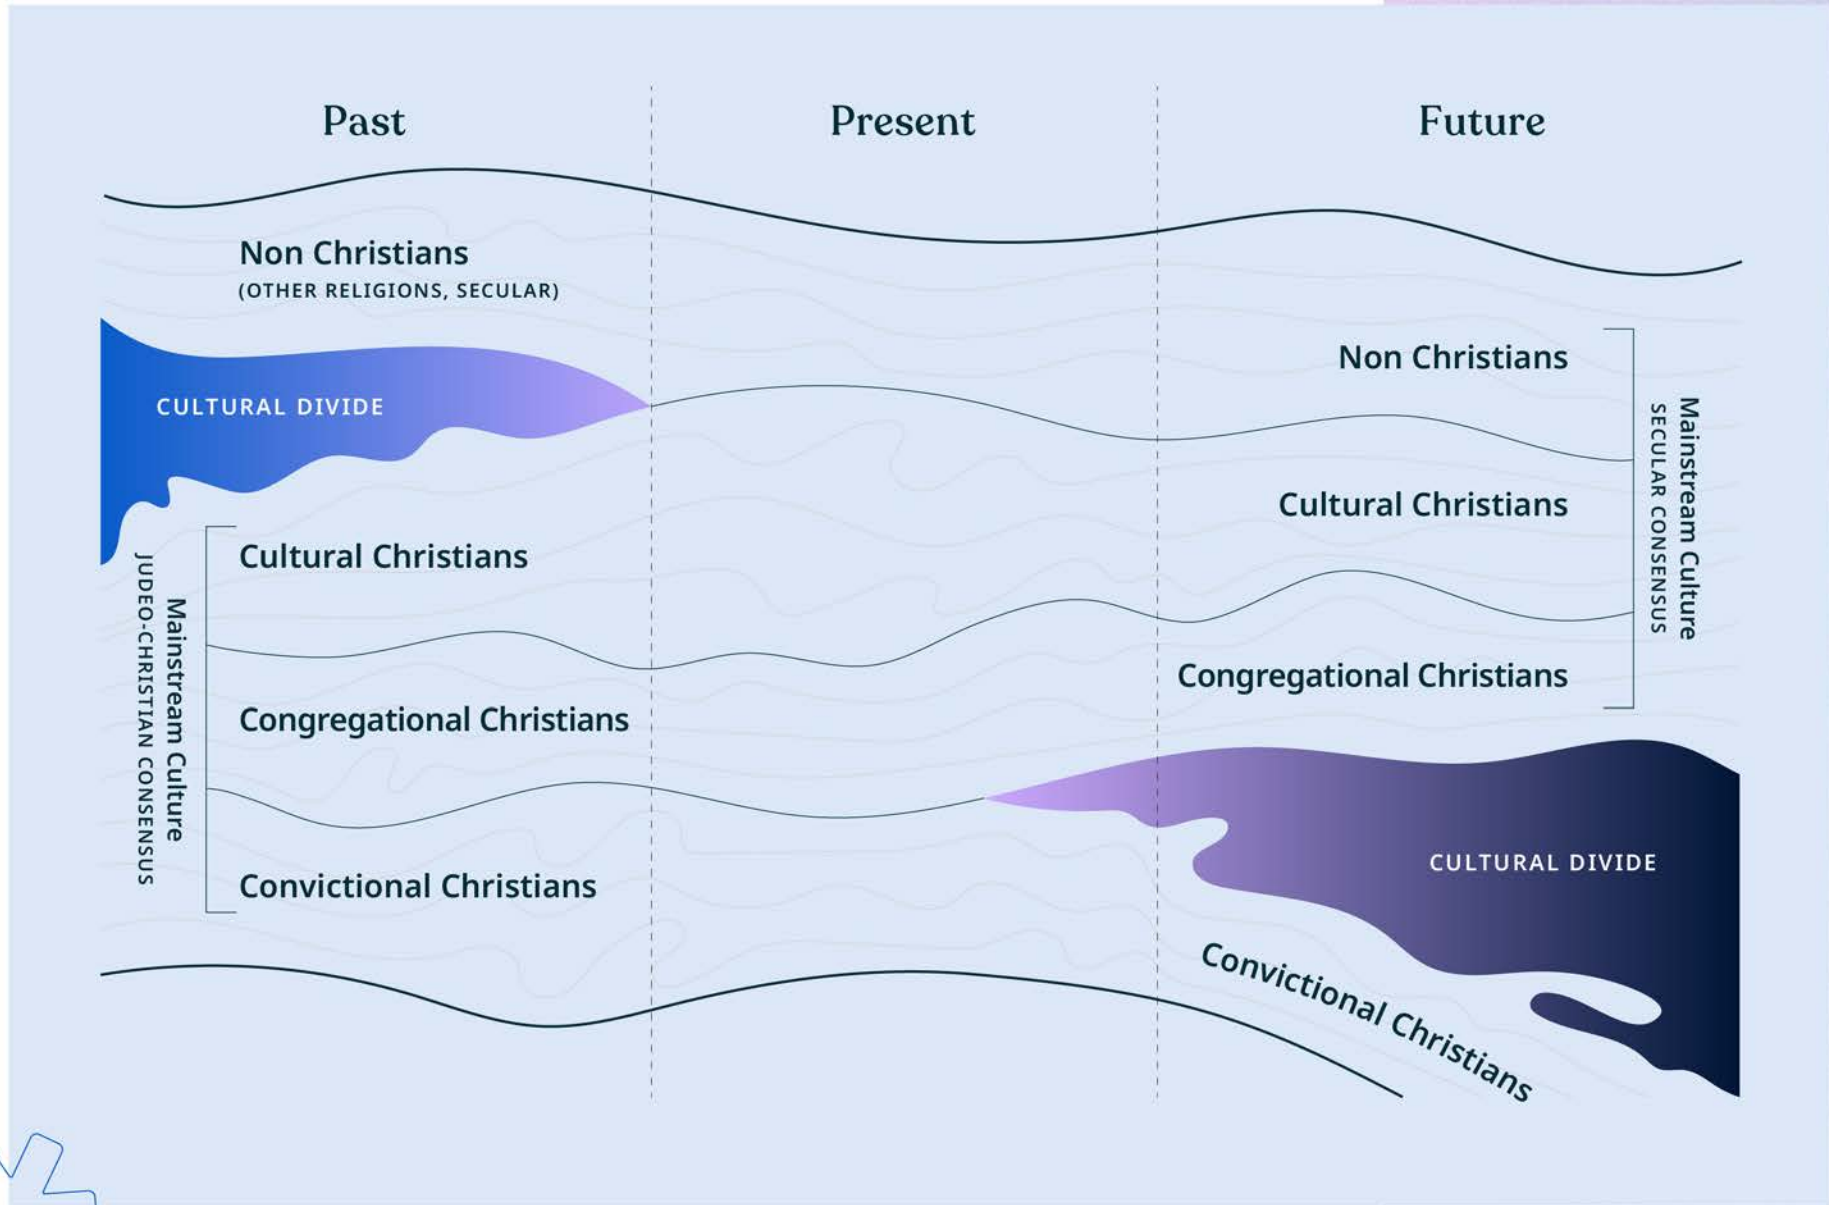 Past
Present
Future
Non Christians
(OTHER RELIGIONS, SECULAR)
CULTURAL DIVIDE
Cultural Christians
Congregational Christians
Convictional Christians
Mainstream Culture
JUDEO-CHRISTIAN CONSENSUS
Non Christians
Cultural Christians
Congregational Christians
Mainstream Culture
SECULAR CONSENSUS
CULTURAL DIVIDE
Convictional Christians